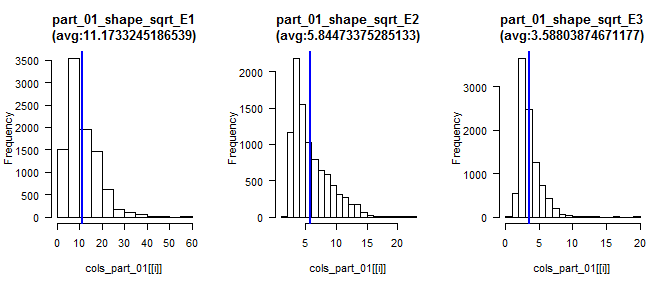 part_01_shape_sqrt_E1
(avg:11.1733245186539)
Frequency
3500
3000
2500
2000
1500
1000
500
0
0 10 20 30 40 50 60
cols_part_01[[i]]
part_01_shape_sqrt_E2
(avg:5.84473375285133)
Frequency
2000
1500
1000
500
0
5 10 15 20
cols_part_01[[i]]
part_01_shape_sqrt_E3
(avg:3.58803874671177)
Frequency
3000
2000
1000
0
0 5 10 15 20
cols_part_01[[i]]